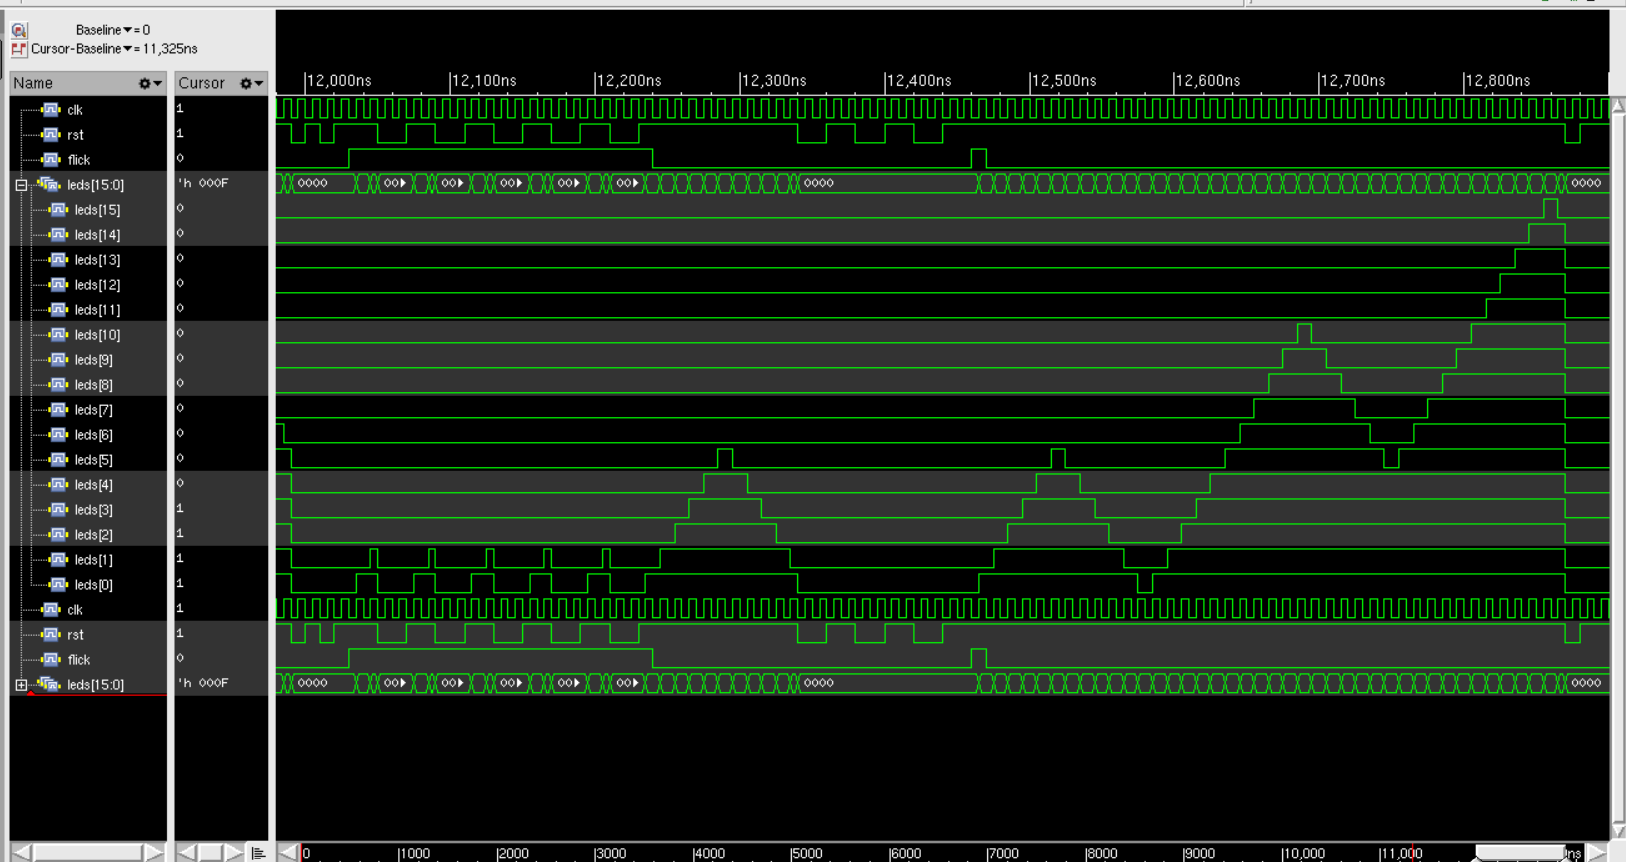 Baseline▼=0
Cursor-Baseline▼=11,325ns
Name Cursor 12,000ns 12,100ns 12,200ns 12,300ns 12,400ns 12,500ns 12,600ns 12,700ns 12,800ns
clk 1
rst 1
flick 0
leds[15:0] 'h 000F 0000 00▶ 00▶ 00▶ 00▶ 00▶ 0000 0000
leds[15] 0
leds[14] 0
leds[13] 0
leds[12] 0
leds[11] 0
leds[10] 0
leds[9] 0
leds[8] 0
leds[7] 0
leds[6] 0
leds[5] 0
leds[4] 0
leds[3] 1
leds[2] 1
leds[1] 1
leds[0] 1
clk 1
rst 1
flick 0
leds[15:0] 'h 000F 0000 00▶ 00▶ 00▶ 00▶ 00▶ 0000 0000
0 1000 2000 3000 4000 5000 6000 7000 8000 9000 10,000 11,000 ns